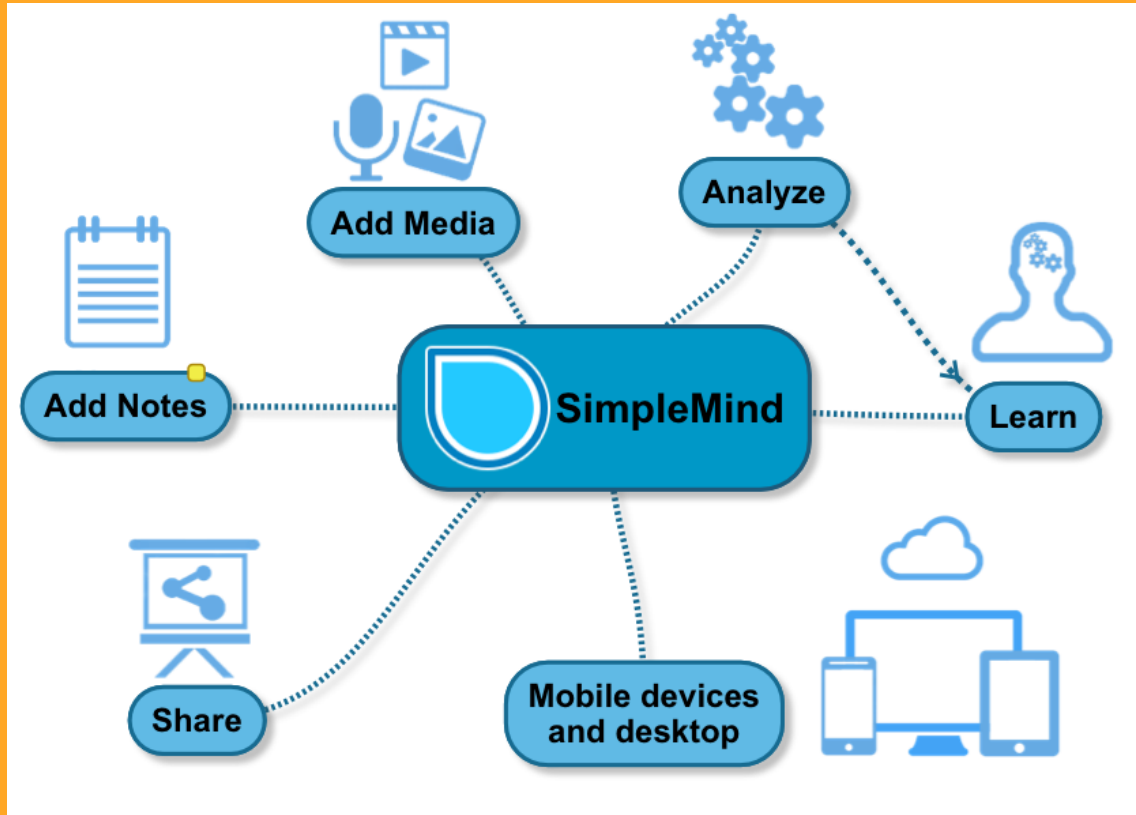 Analyze
Add Media
Add Notes
SimpleMind
Learn
Share
Mobile devices
and desktop